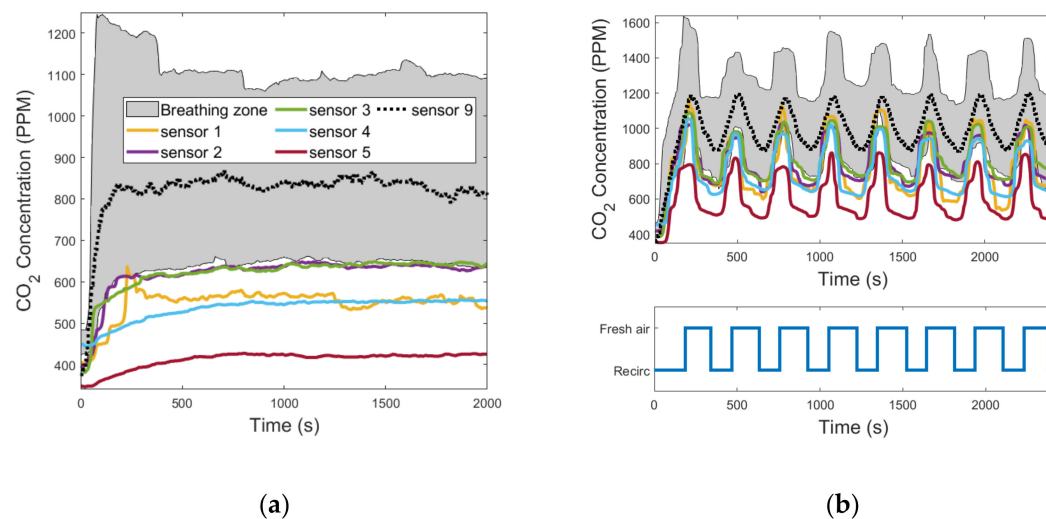 1200
1100
1000
900
800
700
600
500
400
CO2 Concentration (PPM)
Breathing zone
sensor 1
sensor 2
sensor 3
sensor 4
sensor 5
sensor 9
0 500 1000 1500 2000
Time (s)
(a)
1600
1400
1200
1000
800
600
400
CO2 Concentration (PPM)
0 500 1000 1500 2000
Time (s)
Fresh air
Recirc
0 500 1000 1500 2000
Time (s)
(b)